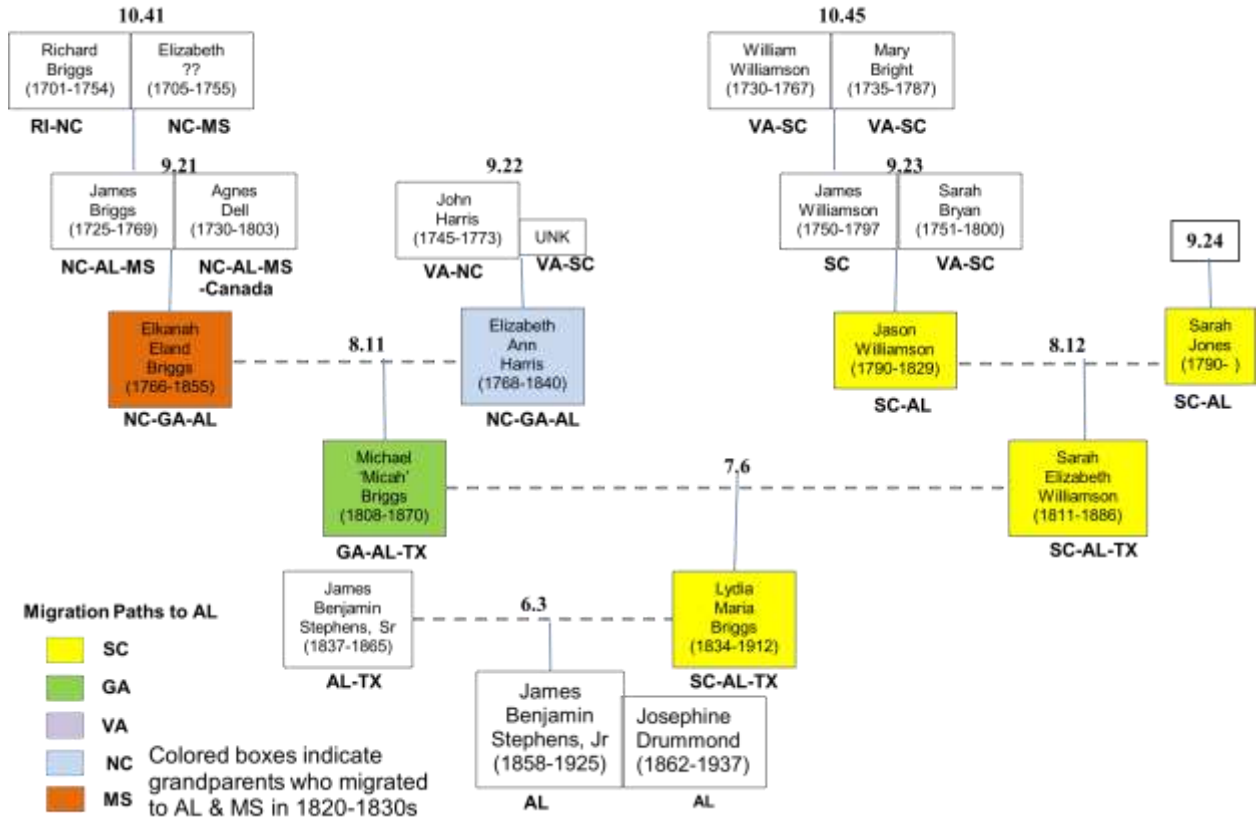 10.41
10.45
Richard
Briggs
(1701-1754)
Elizabeth
??
(1705-1755)
William
Williamson
(1730-1767)
Mary
Bright
(1735-1787)
RI-NC
NC-MS
VA-SC
VA-SC
9.21
9.22
9.23
James
Briggs
(1725-1769)
Agnes
Dell
(1730-1803)
John
Harris
(1745-1773)
UNK
James
Williamson
(1750-1797
Sarah
Bryan
(1751-1800)
9.24
NC-AL-MS
NC-AL-MS
-Canada
VA-NC
VA-SC
SC
VA-SC
Elkanah
Eland
Briggs
(1766-1855)
8.11
Elizabeth
Ann
Harris
(1768-1840)
Jason
Williamson
(1790-1829)
8.12
Sarah
Jones
(1790- )
NC-GA-AL
NC-GA-AL
SC-AL
SC-AL
Michael
'Micah'
Briggs
(1808-1870)
7.6
Sarah
Elizabeth
Williamson
(1811-1886)
GA-AL-TX
SC-AL-TX
James
Benjamin
Stephens, Sr
(1837-1865)
6.3
Lydia
Maria
Briggs
(1834-1912)
AL-TX
SC-AL-TX
James
Benjamin
Stephens, Jr
(1858-1925)
Josephine
Drummond
(1862-1937)
AL
AL
Migration Paths to AL
SC
GA
VA
NC
MS
Colored boxes indicate
grandparents who migrated
to AL & MS in 1820-1830s